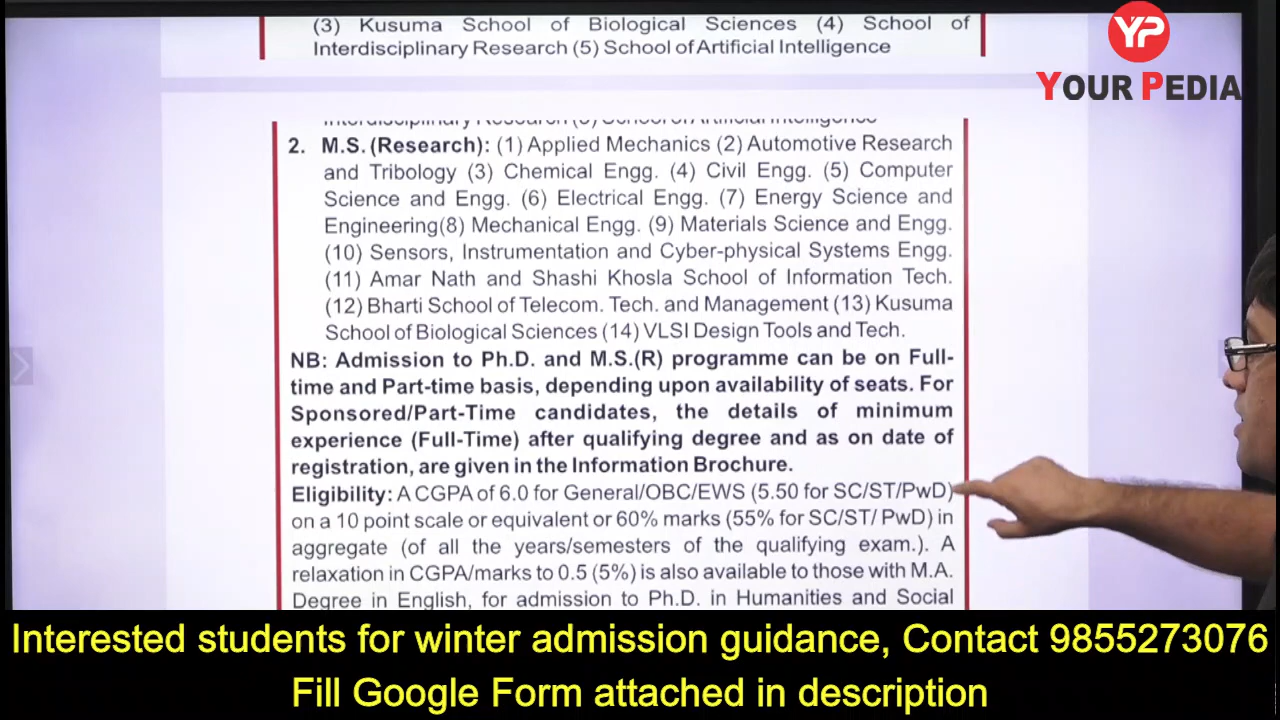 (3) Kusuma School of Biological Sciences (4) School of
Interdisciplinary Research (5) School of Artificial Intelligence
YP
YOUR PEDIA
Interdisciplinary Research (5) School of Artificial Intelligence
2. M.S. (Research): (1) Applied Mechanics (2) Automotive Research
and Tribology (3) Chemical Engg. (4) Civil Engg. (5) Computer
Science and Engg. (6) Electrical Engg. (7) Energy Science and
Engineering(8) Mechanical Engg. (9) Materials Science and Engg.
(10) Sensors, Instrumentation and Cyber-physical Systems Engg.
(11) Amar Nath and Shashi Khosla School of Information Tech.
(12) Bharti School of Telecom. Tech. and Management (13) Kusuma
School of Biological Sciences (14) VLSI Design Tools and Tech.
NB: Admission to Ph.D. and M.S.(R) programme can be on Full-
time and Part-time basis, depending upon availability of seats. For
Sponsored/Part-Time candidates, the details of minimum
experience (Full-Time) after qualifying degree and as on date of
registration, are given in the Information Brochure.
Eligibility: A CGPA of 6.0 for General/OBC/EWS (5.50 for SC/ST/PwD)
on a 10 point scale or equivalent or 60% marks (55% for SC/ST/ PwD) in
aggregate (of all the years/semesters of the qualifying exam.). A
relaxation in CGPA/marks to 0.5 (5%) is also available to those with M.A.
Degree in English, for admission to Ph.D. in Humanities and Social
Interested students for winter admission guidance, Contact 9855273076
Fill Google Form attached in description